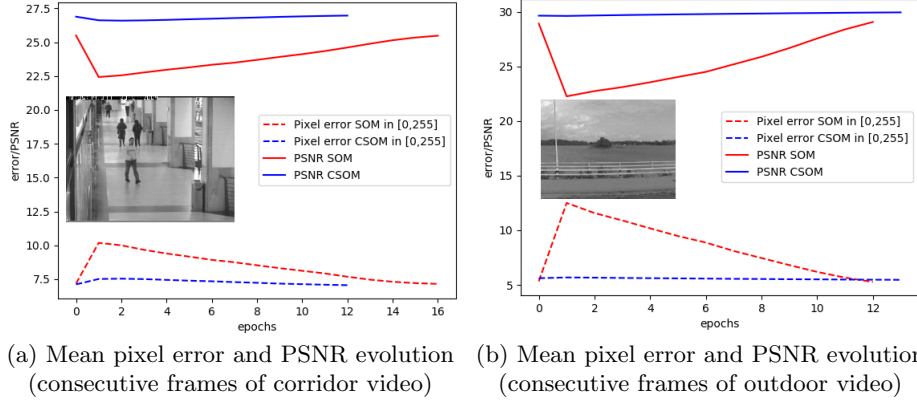 27.5
25.0
22.5
20.0
17.5
15.0
12.5
10.0
7.5
error/PSNR
Pixel error SOM in [0,255]
Pixel error CSOM in [0,255]
PSNR SOM
PSNR CSOM
0 2 4 6 8 10 12 14 16
epochs
(a) Mean pixel error and PSNR evolution
(consecutive frames of corridor video)
30
25
20
15
10
5
error/PSNR
Pixel error SOM in [0,255]
Pixel error CSOM in [0,255]
PSNR SOM
PSNR CSOM
0 2 4 6 8 10 12
epochs
(b) Mean pixel error and PSNR evolution
(consecutive frames of outdoor video)